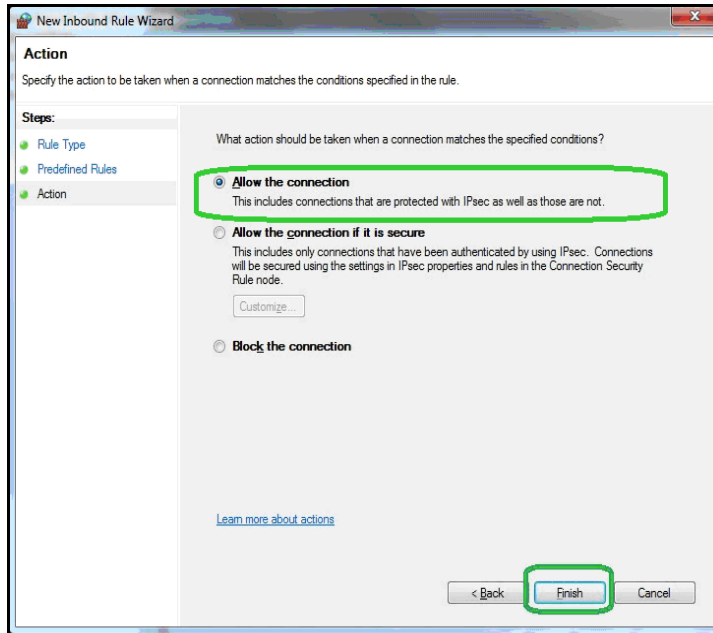 New Inbound Rule Wizard
Action
Specify the action to be taken when a connection matches the conditions specified in the rule.
Steps:
Rule Type
Predefined Rules
Action
What action should be taken when a connection matches the specified conditions?
Allow the connection
This includes connections that are protected with IPsec as well as those are not.
Allow the connection if it is secure
This includes only connections that have been authenticated by using IPsec. Connections
will be secured using the settings in IPsec properties and rules in the Connection Security
Rule node.
Customize...
Block the connection
Learn more about actions
< Back
Finish
Cancel